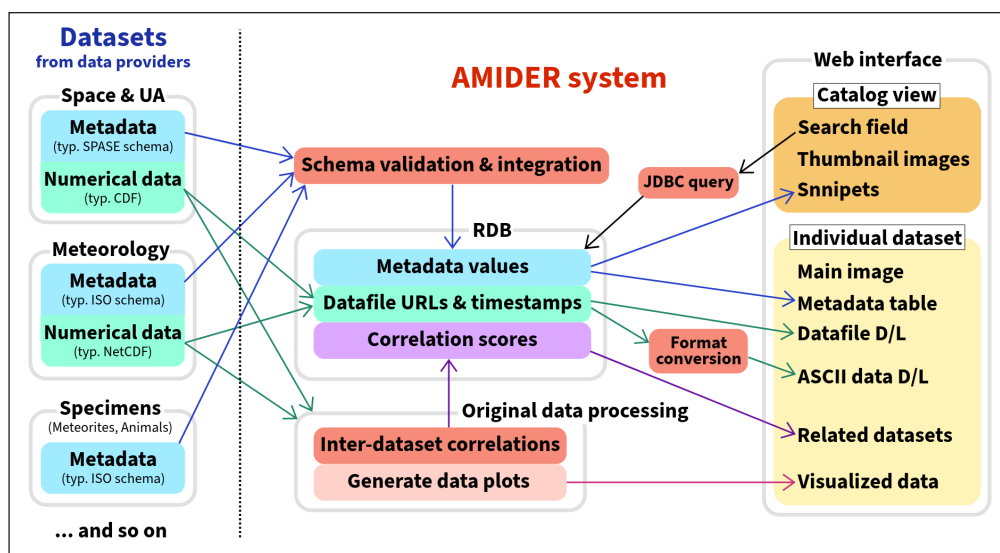 Datasets
from data providers
Space & UA
Metadata
(typ. SPASE schema)
Numerical data
(typ. CDF)
Meteorology
Metadata
(typ. ISO schema)
Numerical data
(typ. NetCDF)
Specimens
(Meteorites, Animals)
Metadata
(typ. ISO schema)
... and so on
AMIDER system
Schema validation & integration
JDBC query
RDB
Metadata values
Datafile URLs & timestamps
Correlation scores
Format
conversion
Original data processing
Inter-dataset correlations
Generate data plots
Web interface
Catalog view
Search field
Thumbnail images
Snnipets
Individual dataset
Main image
Metadata table
Datafile D/L
ASCII data D/L
Related datasets
Visualized data